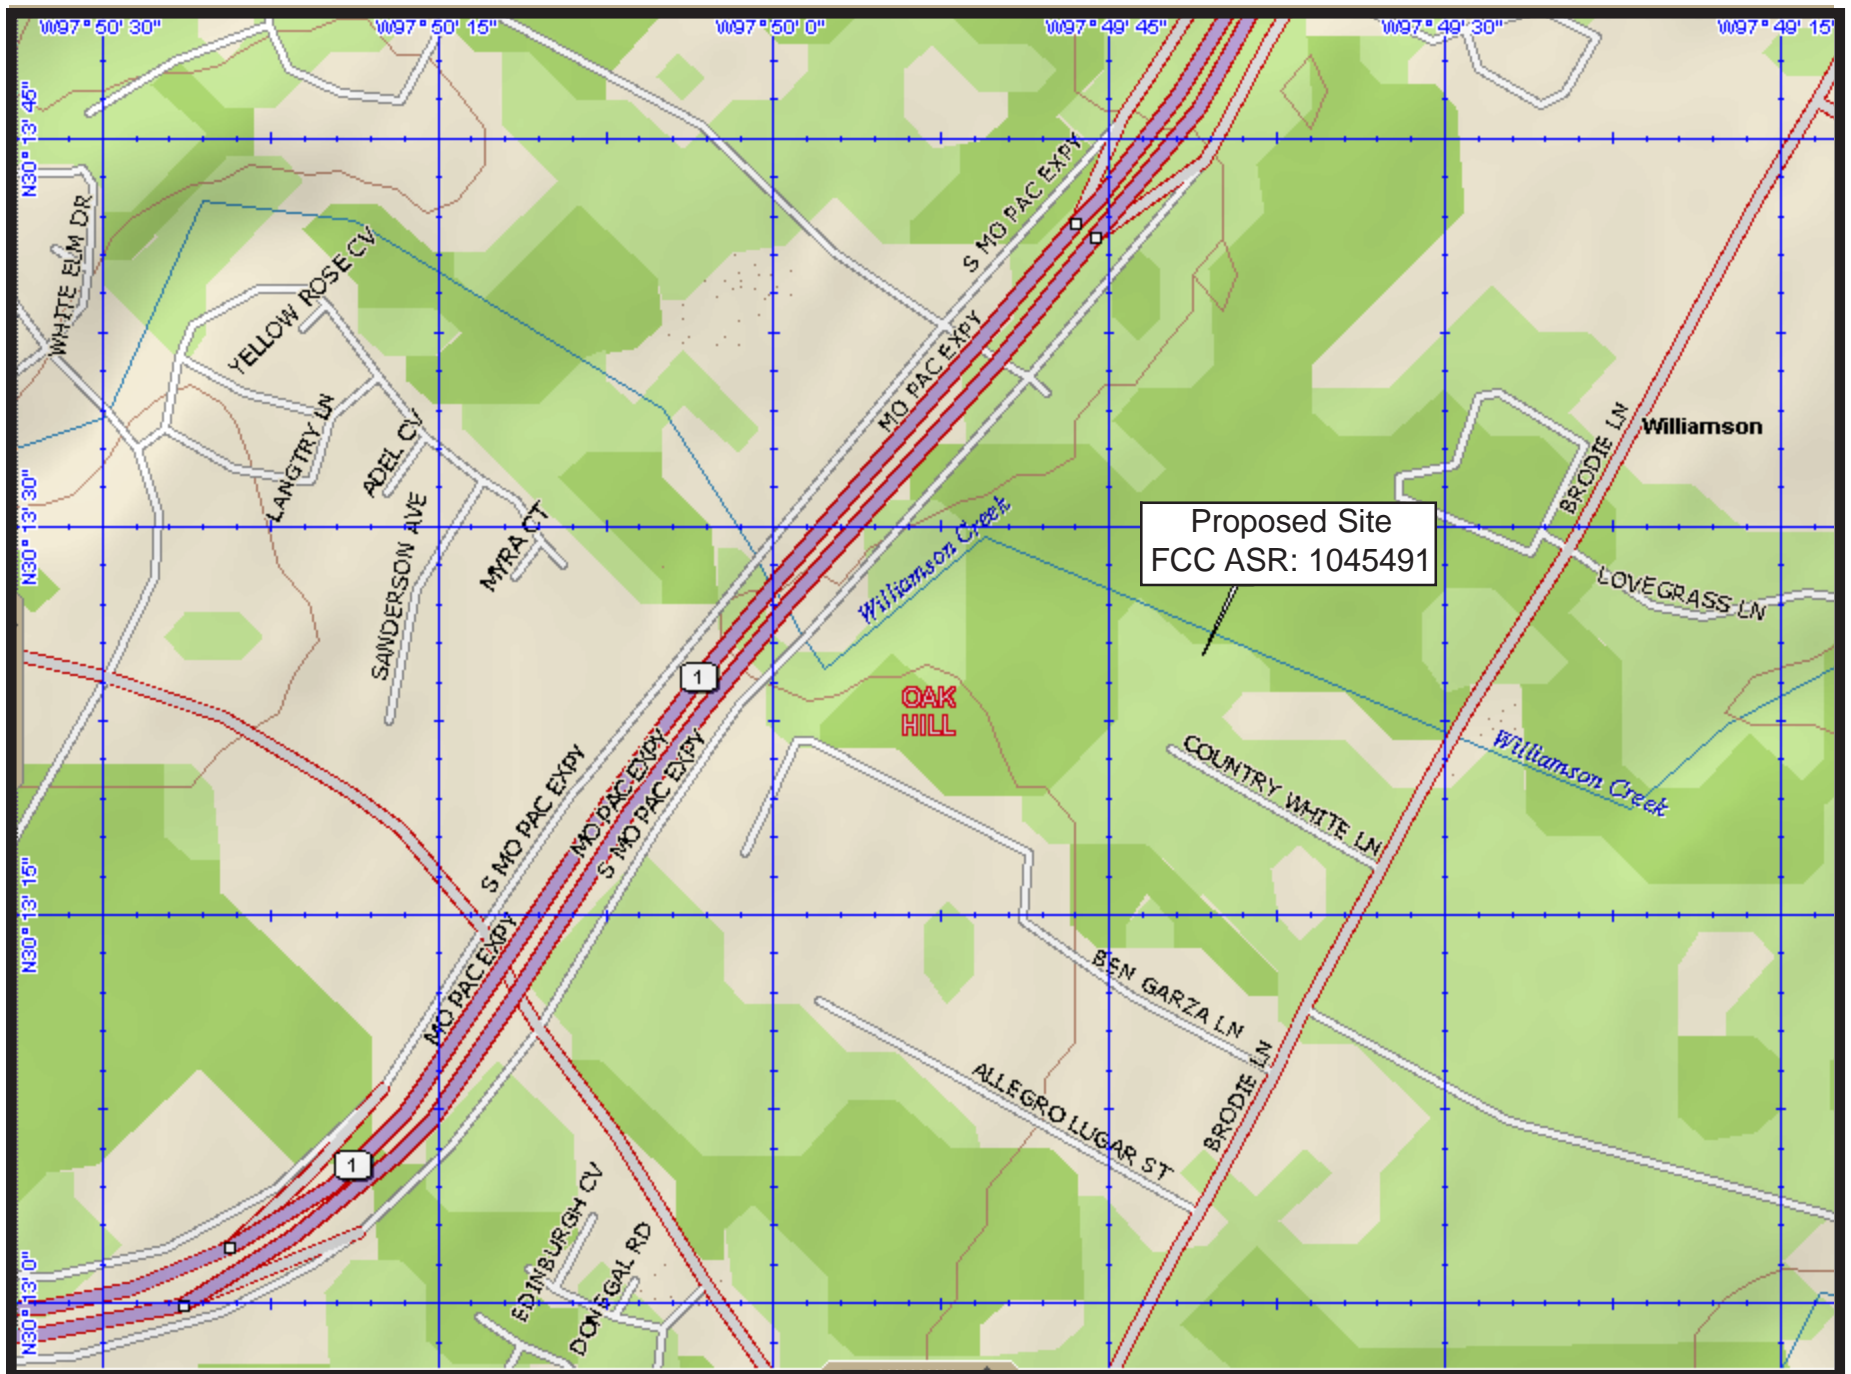 W97° 50' 30"
W97° 50' 15"
W97° 50' 0"
W97° 49' 45"
W97° 49' 30"
W97° 49' 15"
N30° 13' 45"
S MO PAC EXPY
WHITE ELM DR
YELLOW ROSE CV
MO PAC EXPY
LANGTRY LN
ADEL CV
BRODIE LN
Williamson
N30° 13' 30"
SANDERSON AVE
MYRA CT
Williamson Creek
Proposed Site
FCC ASR: 1045491
LOVEGRASS LN
1
OAK
HILL
S MO PAC EXPY
MO PAC EXPY
S MO PAC EXPY
COUNTRY WHITE LN
Williamson Creek
N30° 13' 15"
MO PAC EXPY
BEN GARZA LN
ALLEGRO LUGAR ST
BRODIE LN
1
EDINBURGH CV
DONEGAL RD
N30° 13' 0"